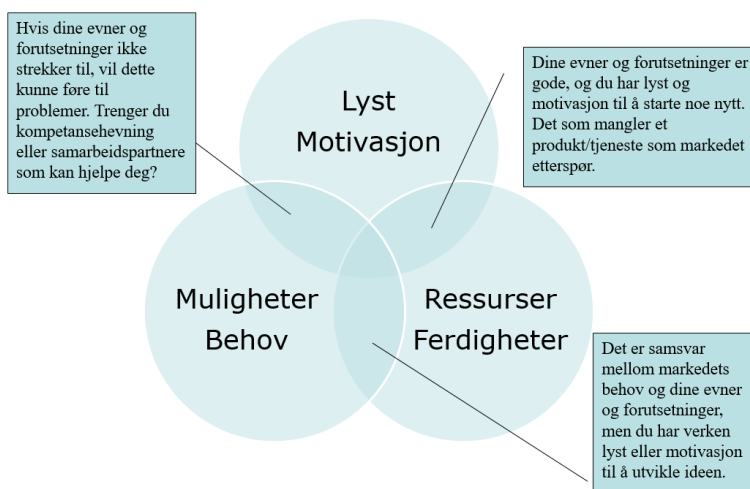 Hvis dine evner og
forutsetninger ikke
strekker til, vil dette
kunne føre til
problemer. Trenger du
kompetansehevning
eller samarbeidspartnere
som kan hjelpe deg?
Lyst
Motivasjon
Dine evner og forutsetninger er
gode, og du har lyst og
motivasjon til å starte noe nytt.
Det som mangler et
produkt/tjeneste som markedet
etterspør.
Muligheter
Behov
Ressurser
Ferdigheter
Det er samsvar
mellom markedets
behov og dine evner
og forutsetninger,
men du har verken
lyst eller motivasjon
til å utvikle ideen.